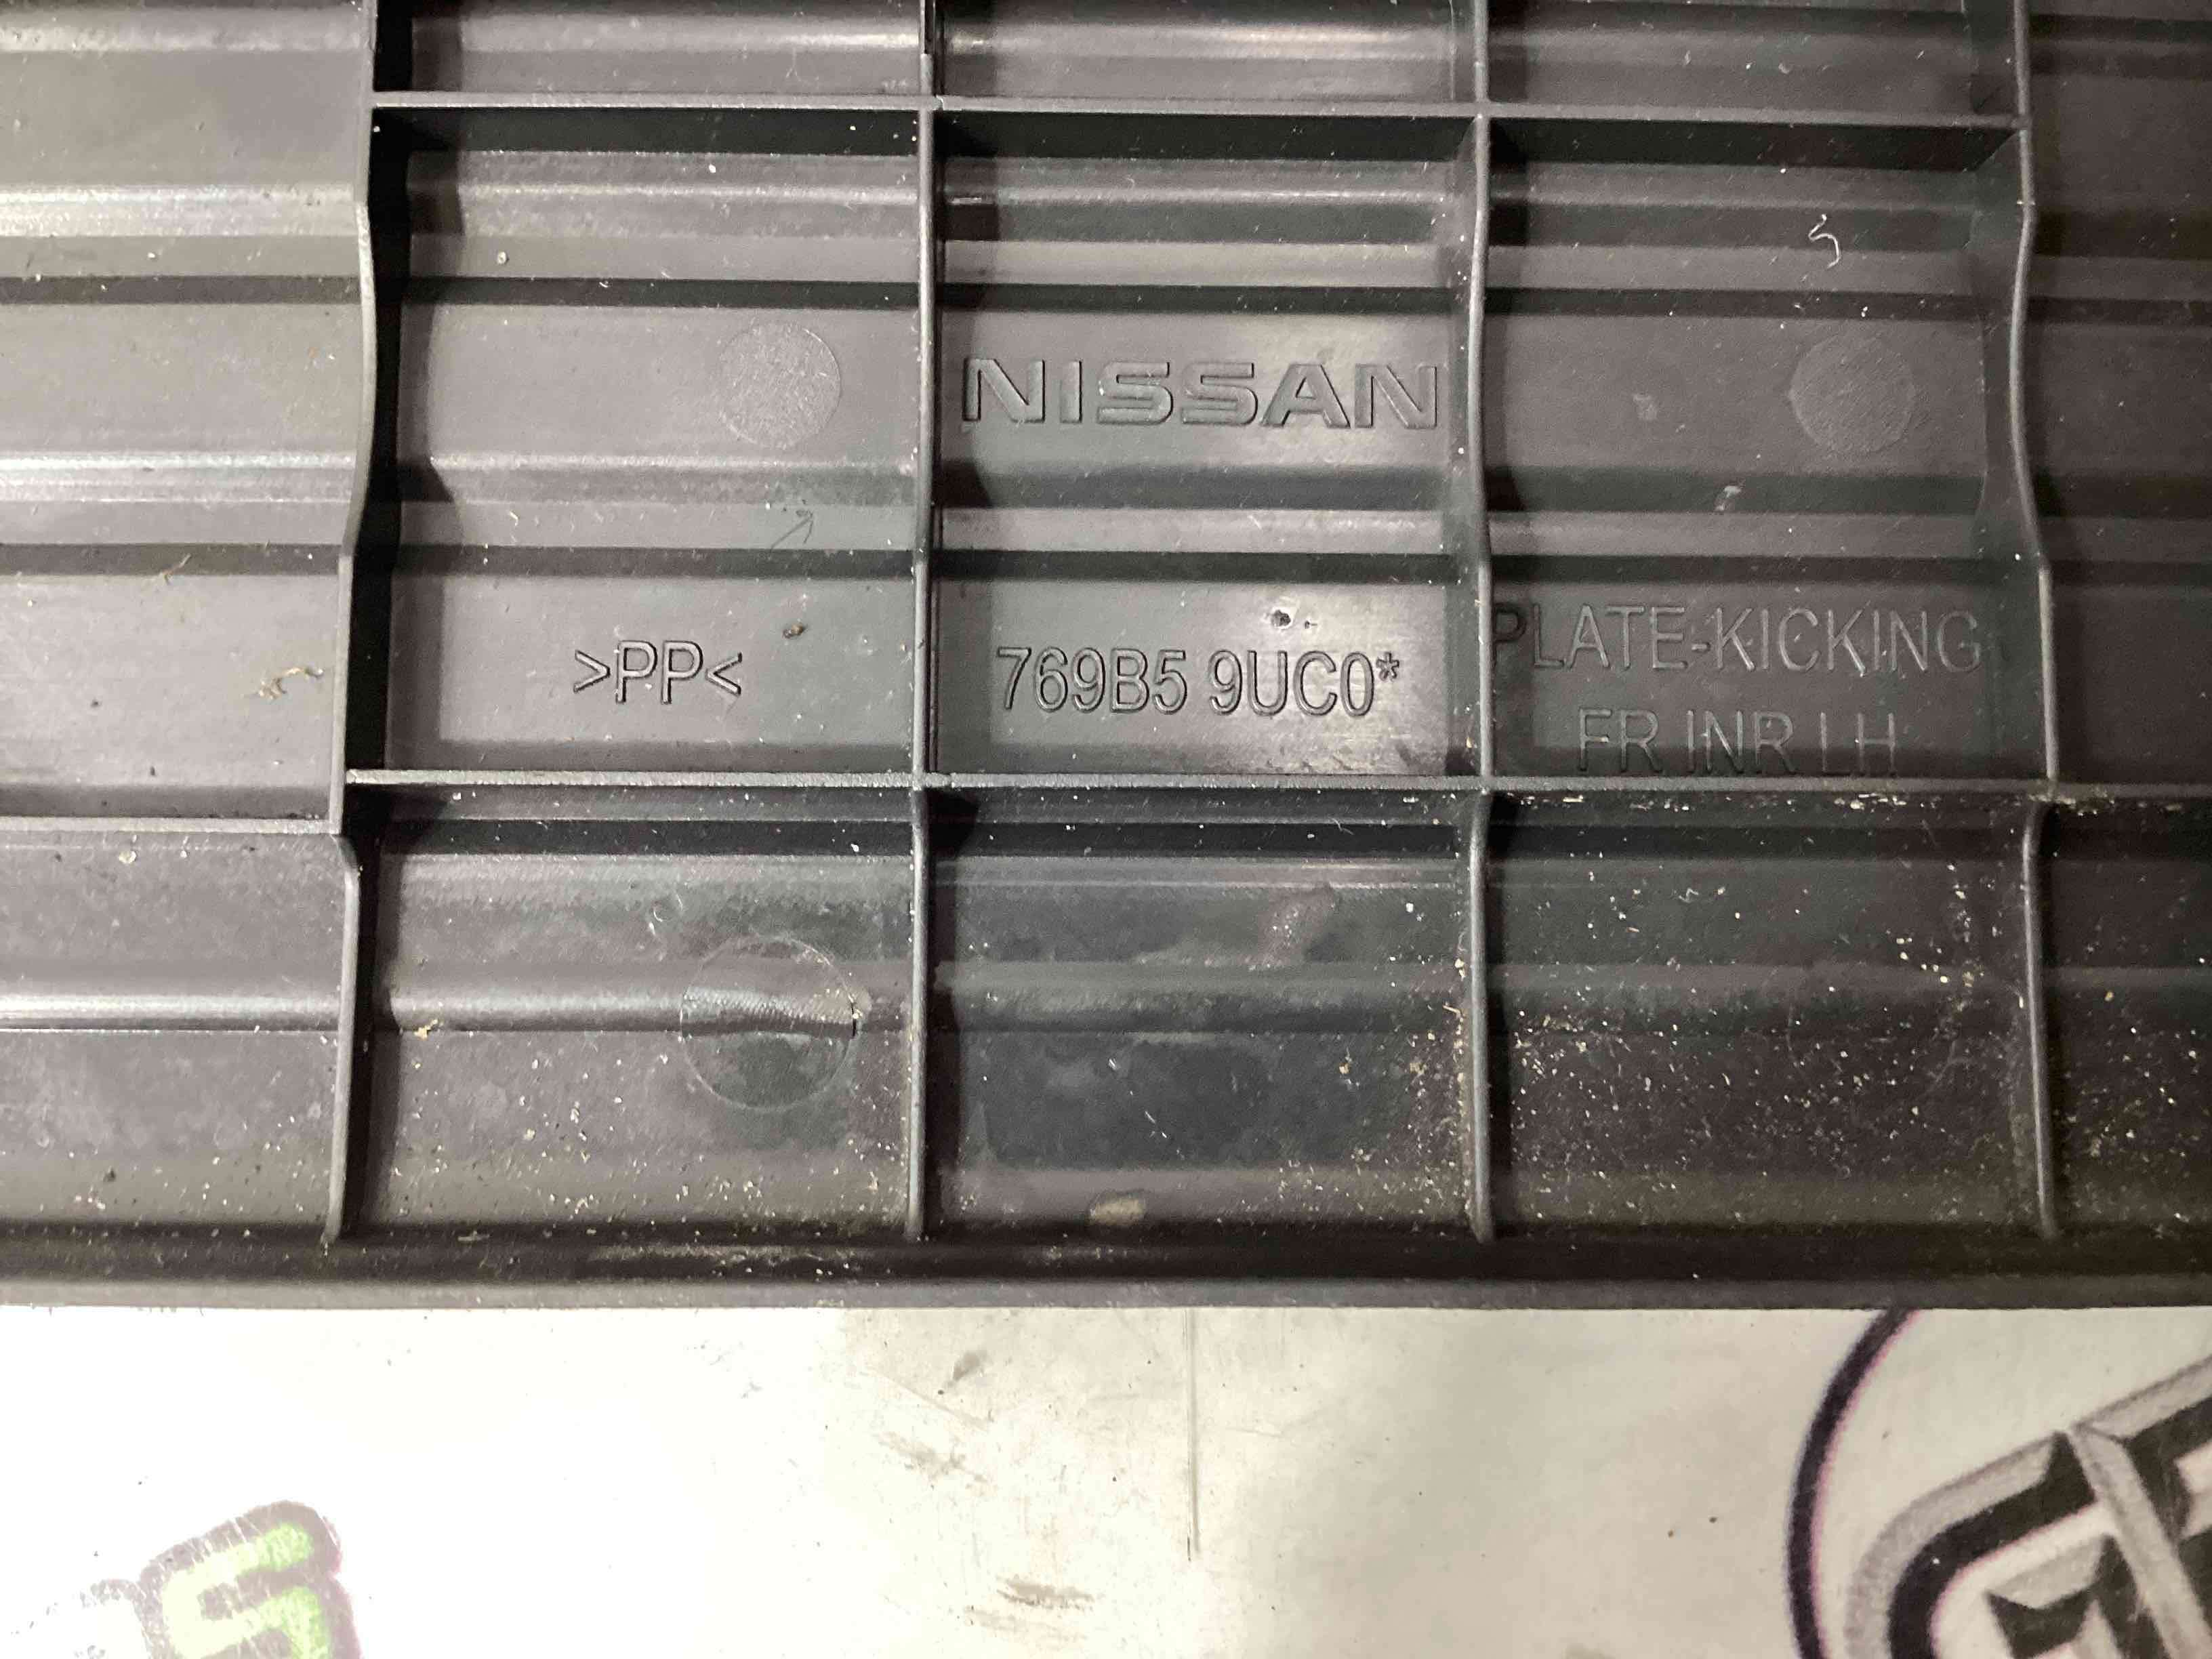 NISSAN
>PP<
769B5 9UC0*
PLATE-KICKING
FR INR LH
S